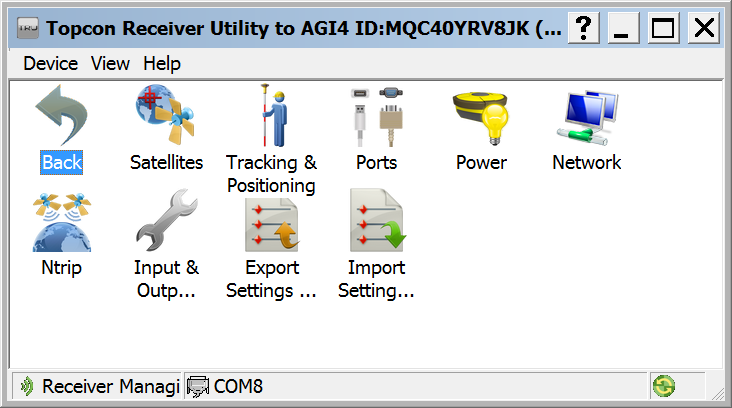 TRU Topcon Receiver Utility to AGI4 ID:MQC40YRV8JK (...
Device View Help
Back Satellites Tracking & Ports Power Network
Positioning
Ntrip Input & Export Import
Outp... Settings ... Setting...
Receiver Managi COM8